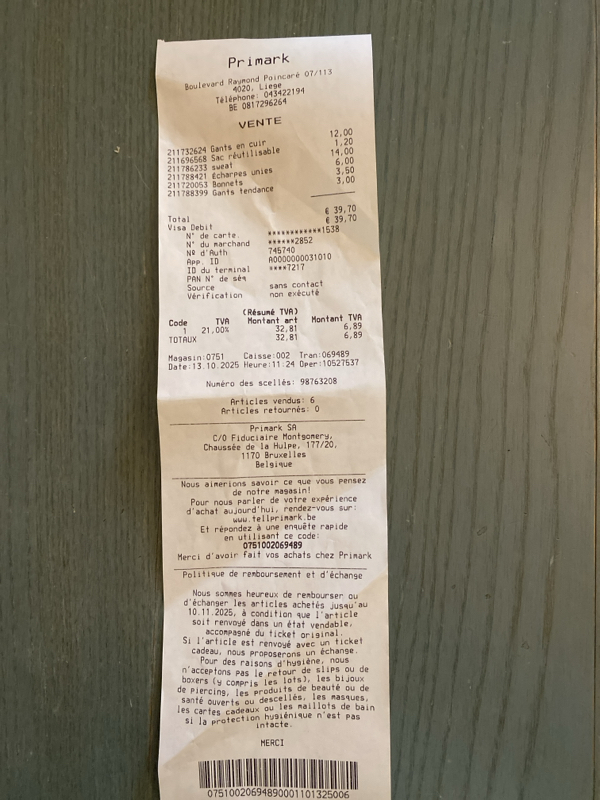 Primark
Boulevard Raymond Poincaré 07/113
4020, Liege
Téléphone: 043422194
BE 0817296264
VENTE
211732624 Gants en cuir 12,00
211696568 Sac réutilisable 1,20
211786233 sweat 14,00
211788421 Écharpes unies 6,00
211720053 Bonnets 3,50
211788399 Gants tendance 3,00
Total € 39,70
Visa Debit € 39,70
N° de carte. ************1538
N° du marchand ******2852
Nº d'Auth 745740
App. ID A0000000031010
ID du terminal ****7217
PAN N° de séq
Source sans contact
Vérification non exécuté
(Résumé TVA)
Code TVA Montant art Montant TVA
1 21,00% 32,81 6,89
TOTAUX 32,81 6,89
Magasin:0751 Caisse:002 Tran:069489
Date:13.10.2025 Heure:11:24 Oper:10527537
Numéro des scellés: 98763208
Articles vendus: 6
Articles retournés: 0
Primark SA
C/O Fiduciaire Montgomery,
Chaussée de la Hulpe, 177/20,
1170 Bruxelles
Belgique
Nous aimerions savoir ce que vous pensez
de notre magasin!
Pour nous parler de votre expérience
d'achat aujourd'hui, rendez-vous sur:
www.tellprimark.be
Et répondez à une enquête rapide
en utilisant ce code:
0751002069489
Merci d'avoir fait vos achats chez Primark
Politique de remboursement et d'échange
Nous sommes heureux de rembourser ou
d'échanger les articles achetés jusqu'au
10.11.2025, à condition que l'article
soit renvoyé dans un état vendable,
accompagné du ticket original.
Si l'article est renvoyé avec un ticket
cadeau, nous proposerons un échange.
Pour des raisons d'hygiène, nous
n'acceptons pas le retour de slips ou de
boxers (y compris les lots), les bijoux
de piercing, les produits de beauté ou de
santé ouverts ou descellés, les masques,
les cartes cadeaux ou les maillots de bain
si la protection hygiénique n'est pas
intacte.
MERCI
07510020694890001101325006